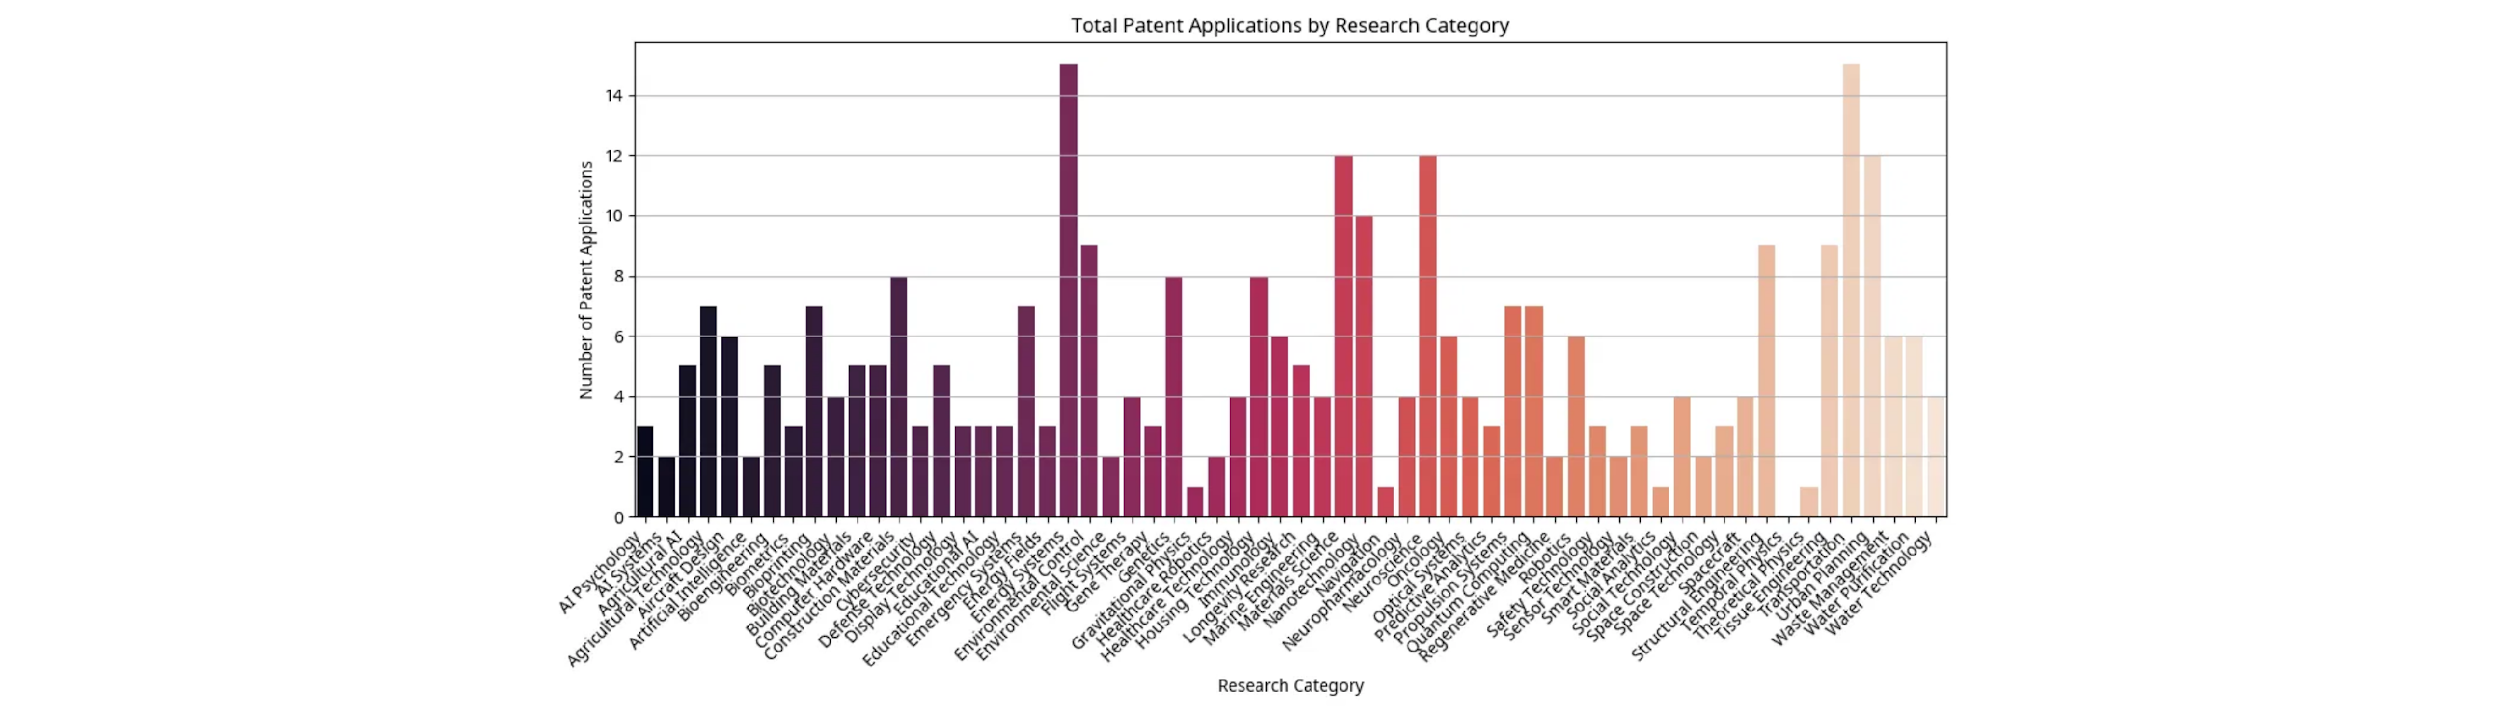 Total Patent Applications by Research Category
Number of Patent Applications
14
12
10
8
6
4
2
0
AI Psychology
AI Systems
Agricultural AI
Agricultural Technology
Aircraft Design
Artificial Intelligence
Bioengineering
Biometrics
Bioprinting
Biotechnology
Building Materials
Computer Hardware
Construction Materials
Cybersecurity
Defense Technology
Display Technology
Educational AI
Educational Technology
Emergency Systems
Energy Fields
Energy Systems
Environmental Control
Environmental Science
Flight Systems
Gene Therapy
Genetics
Gravitational Physics
Healthcare Robotics
Healthcare Technology
Housing Technology
Immunology
Longevity Research
Marine Engineering
Materials Science
Nanotechnology
Navigation
Neuropharmacology
Neuroscience
Oncology
Optical Systems
Predictive Analytics
Propulsion Systems
Quantum Computing
Regenerative Medicine
Robotics
Safety Technology
Sensor Technology
Smart Materials
Social Analytics
Social Technology
Space Construction
Space Technology
Spacecraft
Structural Engineering
Temporal Physics
Theoretical Physics
Tissue Engineering
Transportation
Urban Planning
Waste Management
Water Purification
Water Technology
Research Category